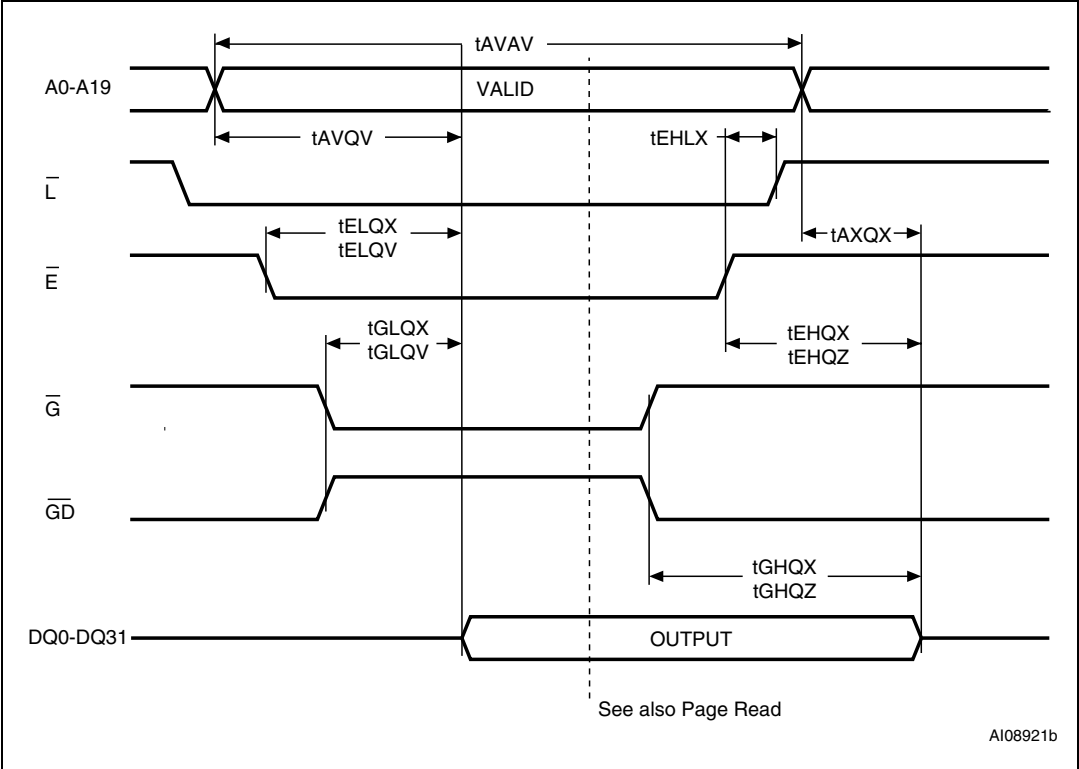 tAVAV
A0-A19
VALID
tAVQV
tEHLX
L̅
tELQX
tELQV
tAXQX
E̅
tGLQX
tGLQV
tEHQX
tEHQZ
G̅
G̅D̅
tGHQX
tGHQZ
DQ0-DQ31
OUTPUT
See also Page Read
AI08921b